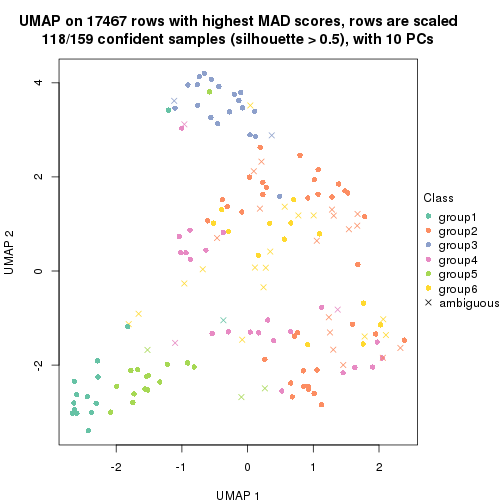 UMAP on 17467 rows with highest MAD scores, rows are scaled
118/159 confident samples (silhouette > 0.5), with 10 PCs
4
2
0
-2
UMAP 2
-2
-1
0
1
2
UMAP 1
Class
group1
group2
group3
group4
group5
group6
ambiguous